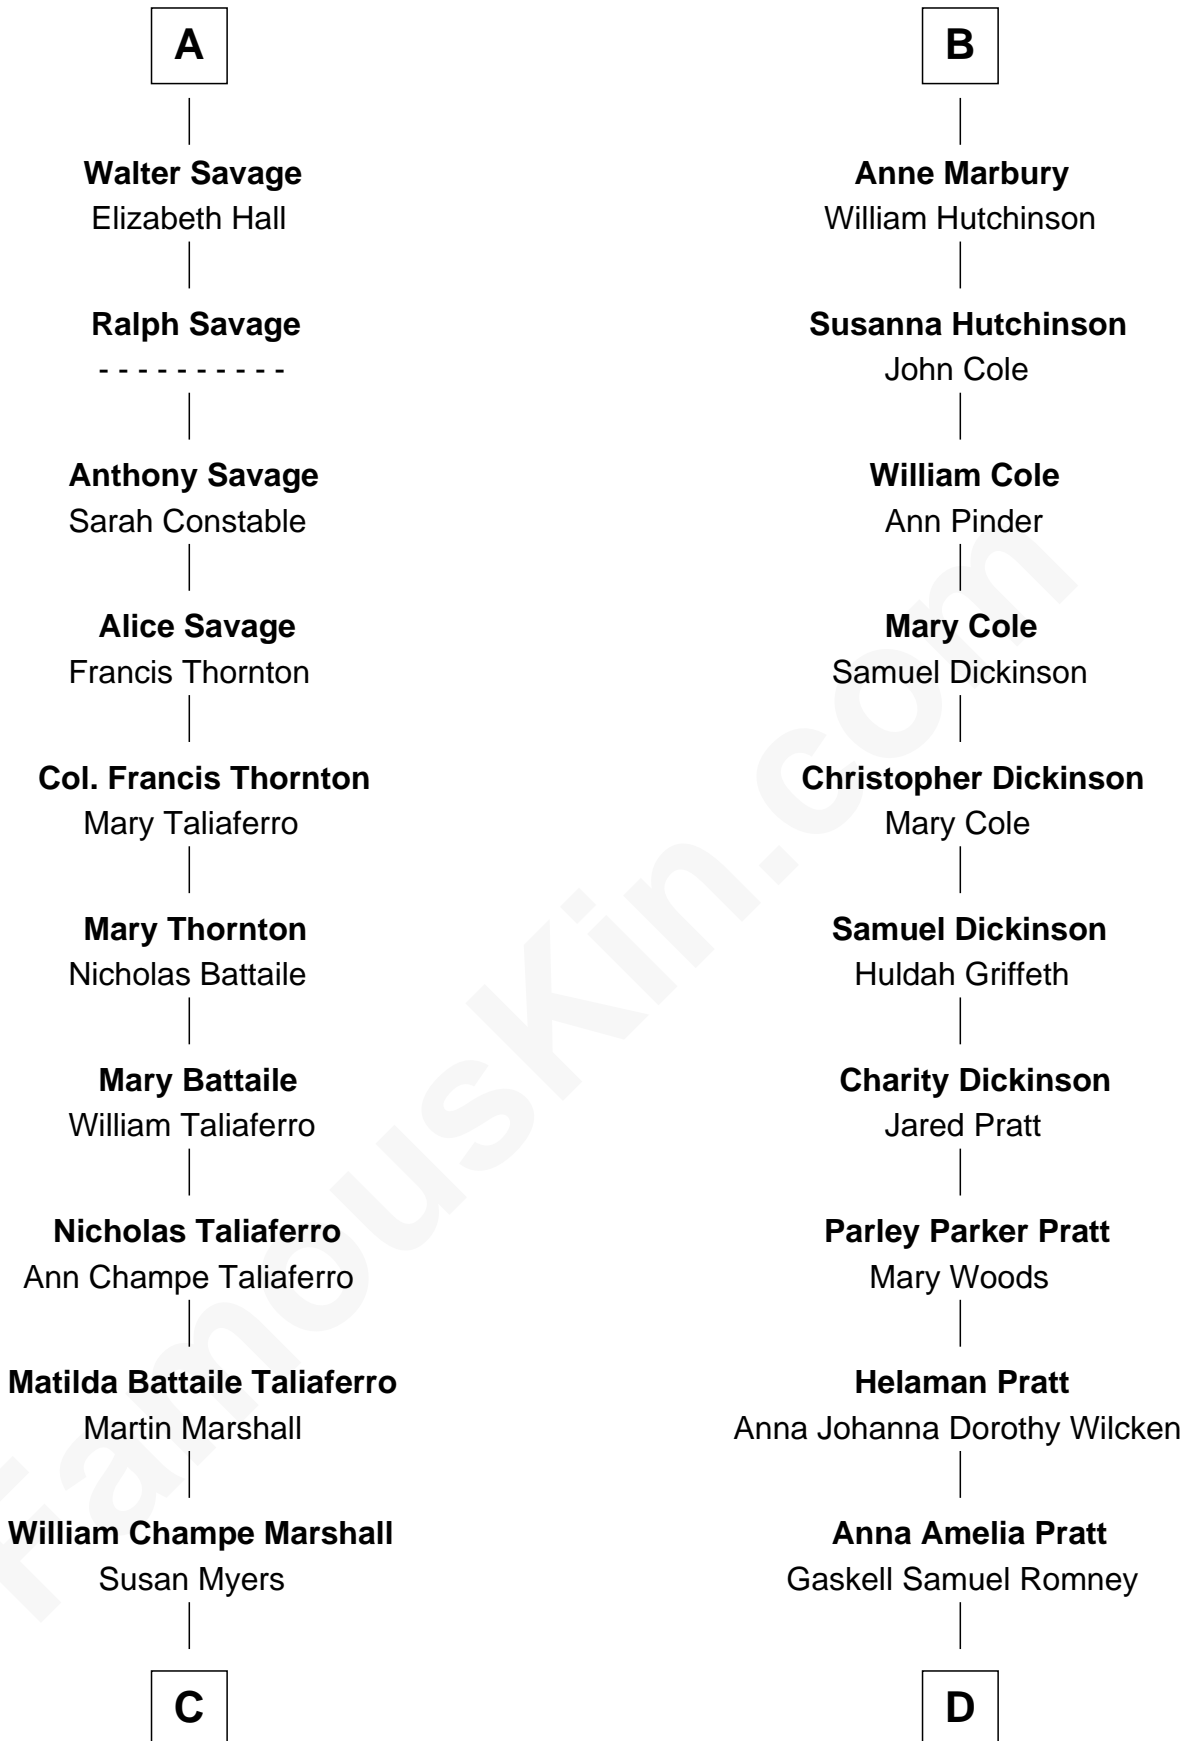 A
Walter Savage
Elizabeth Hall
Ralph Savage
- - - - - - - - - -
Anthony Savage
Sarah Constable
Alice Savage
Francis Thornton
Col. Francis Thornton
Mary Taliaferro
Mary Thornton
Nicholas Battaile
Mary Battaile
William Taliaferro
Nicholas Taliaferro
Ann Champe Taliaferro
Matilda Battaile Taliaferro
Martin Marshall
William Champe Marshall
Susan Myers
C
B
Anne Marbury
William Hutchinson
Susanna Hutchinson
John Cole
William Cole
Ann Pinder
Mary Cole
Samuel Dickinson
Christopher Dickinson
Mary Cole
Samuel Dickinson
Huldah Griffeth
Charity Dickinson
Jared Pratt
Parley Parker Pratt
Mary Woods
Helaman Pratt
Anna Johanna Dorothy Wilcken
Anna Amelia Pratt
Gaskell Samuel Romney
D
FamousKin.com